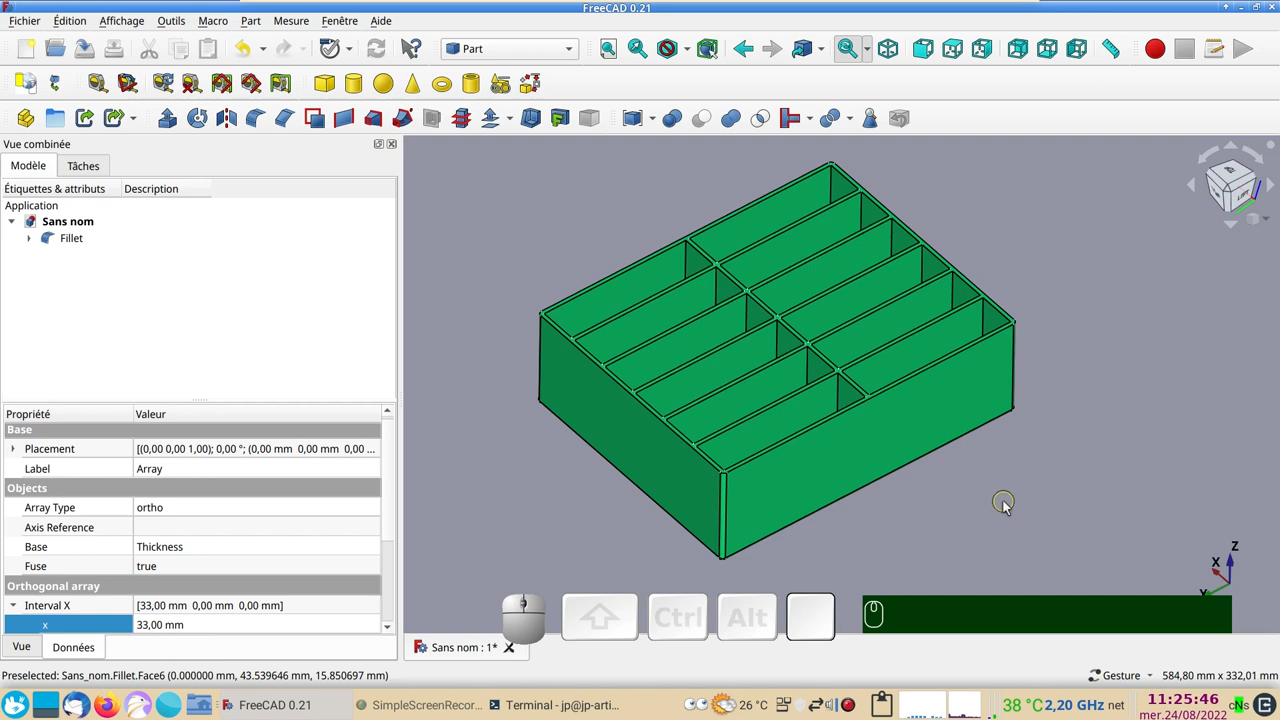 FreeCAD 0.21
Fichier Édition Affichage Outils Macro Part Mesure Fenêtre Aide
Part
Vue combinée
Modèle Tâches
Étiquettes & attributs Description
Application
Sans nom
Fillet
Propriété Valeur
Base
Placement [(0,00 0,00 1,00); 0,00 °; (0,00 mm 0,00 mm 0,00 ...
Label Array
Objects
Array Type ortho
Axis Reference
Base Thickness
Fuse true
Orthogonal array
Interval X [33,00 mm 0,00 mm 0,00 mm]
x 33,00 mm
Vue Données
Z
X
Y
Ctrl Alt
Sans nom : 1*
Preselected: Sans_nom.Fillet.Face6 (0.000000 mm, 43.539646 mm, 15.850697 mm)
Gesture 584,80 mm x 332,01 mm
FreeCAD 0.21 SimpleScreenRecor... Terminal - jp@jp-arti... 26 °C 38 °C 2,20 GHz net 11:25:46
mer.24/08/2022